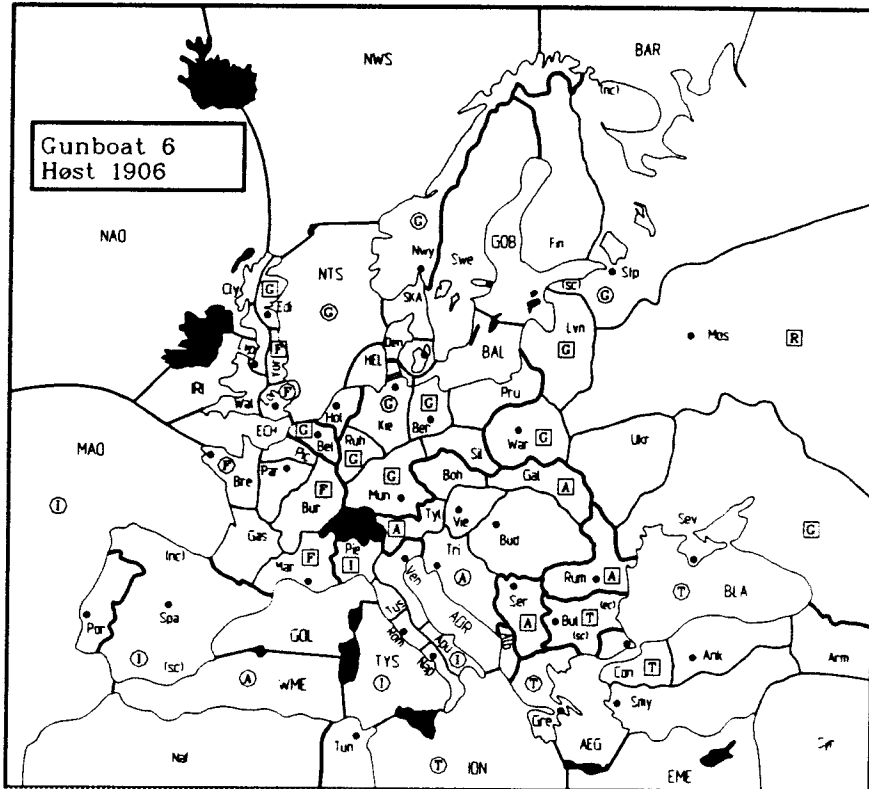 NWS
BAR
(nc)
Gunboat 6
Høst 1906
NAO
G
Nwy
Swe
GOB
Fin
NTS
G
Cly
G
Edi
SKA
(sc)
Stp
G
Lvn
G
Mos
R
Den
HEL
BAL
F
Yor
IRI
Wal
F
Hol
Kie
G
G
Ber
Pru
War
G
ECH
G
Bel
Ruh
G
Sil
Ukr
MAO
F
Bre
Pic
Par
Mun
G
Boh
Gal
A
Bur
F
Sev
G
A
Tyl
Vie
Bud
Gas
I
(nc)
Mar
F
Pie
I
Ven
Tri
A
Rum
A
T
BLA
Ser
A
Bul
T
(ec)
(sc)
Por
Spa
GOL
Tus
Rom
ADR
Alb
Apu
I
Nap
I
(sc)
A
WME
TYS
I
T
Gre
Con
T
Ank
Arm
Smy
AEG
Naf
Tun
T
ION
EME